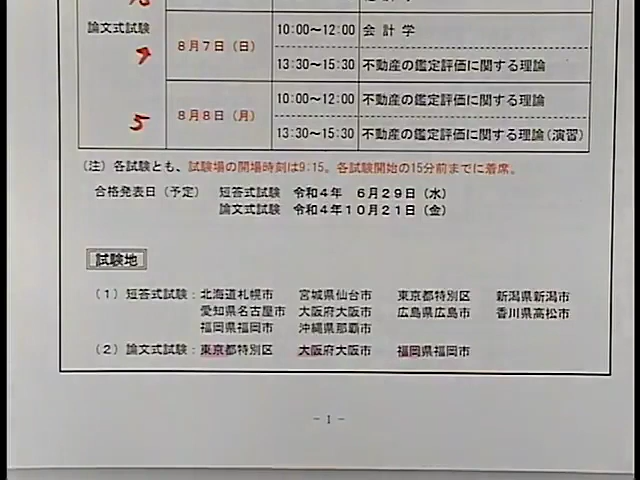 論文式試験
8月7日（日）
10:00～12:00 会計学
13:30～15:30 不動産の鑑定評価に関する理論
5
8月8日（月）
10:00～12:00 不動産の鑑定評価に関する理論
13:30～15:30 不動産の鑑定評価に関する理論（演習）
（注）各試験とも、試験場の開場時刻は9:15。各試験開始の15分前までに着席。
合格発表日（予定） 短答式試験 令和4年 6月29日（水）
論文式試験 令和4年10月21日（金）
試験地
（1）短答式試験：北海道札幌市 宮城県仙台市 東京都特別区 新潟県新潟市
愛知県名古屋市 大阪府大阪市 広島県広島市 香川県高松市
福岡県福岡市 沖縄県那覇市
（2）論文式試験：東京都特別区 大阪府大阪市 福岡県福岡市
－1－